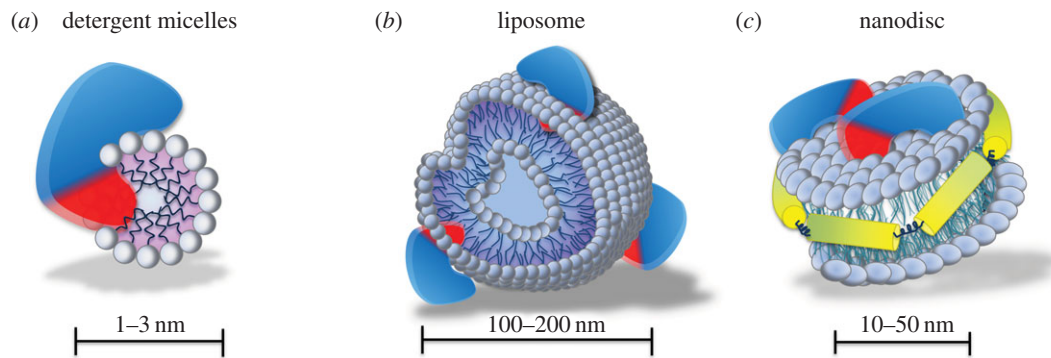 (a) detergent micelles
(b) liposome
(c) nanodisc
1–3 nm
100–200 nm
10–50 nm